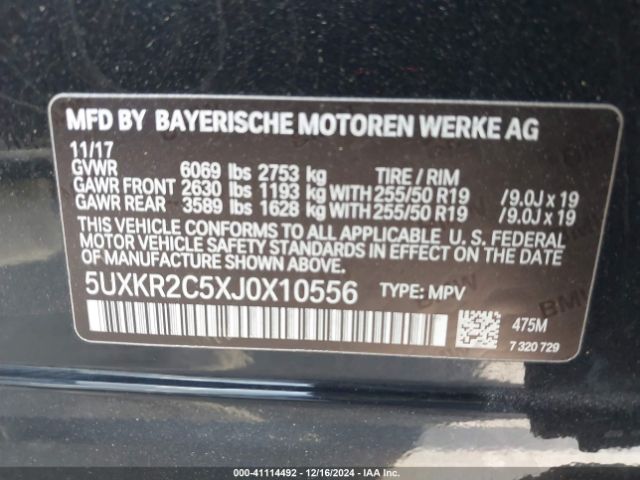 MFD BY BAYERISCHE MOTOREN WERKE AG
11/17
GVWR 6069 lbs 2753 kg TIRE / RIM
GAWR FRONT 2630 lbs 1193 kg WITH 255/50 R19 /9.0J x 19
GAWR REAR 3589 lbs 1628 kg WITH 255/50 R19 /9.0J x 19
THIS VEHICLE CONFORMS TO ALL APPLICABLE U. S. FEDERAL
MOTOR VEHICLE SAFETY STANDARDS IN EFFECT ON THE DATE OF
MANUFACTURE SHOWN ABOVE.
5UXKR2C5XJ0X10556 TYPE: MPV
475M
7 320 729
© COPYRIGHT 000-41114492 - 12/16/2024 - IAA Inc.